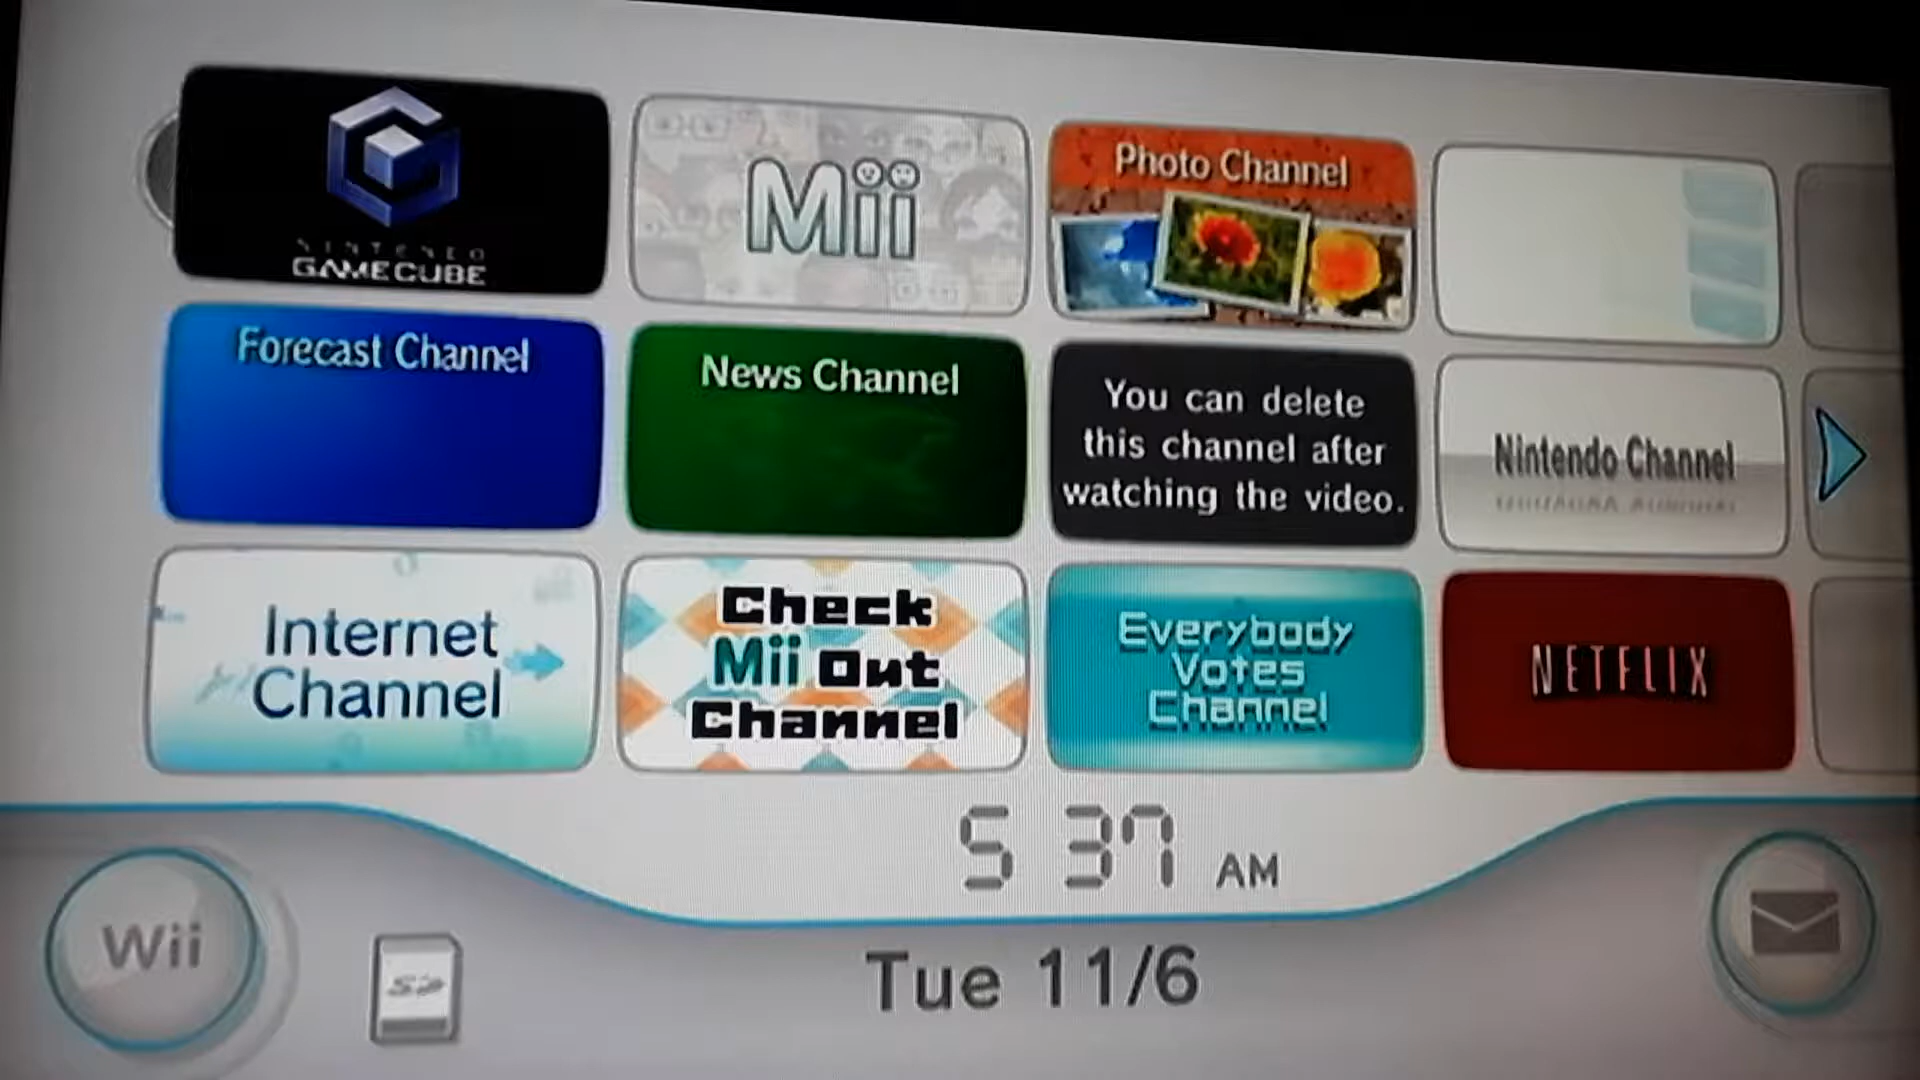 NINTENDO
GAMECUBE
Mii
Photo Channel
Forecast Channel
News Channel
You can delete
this channel after
watching the video.
Nintendo Channel
Internet
Channel
Check
Mii Out
Channel
Everybody
Votes
Channel
NETFLIX
5 37 AM
Wii
SD
Tue 11/6